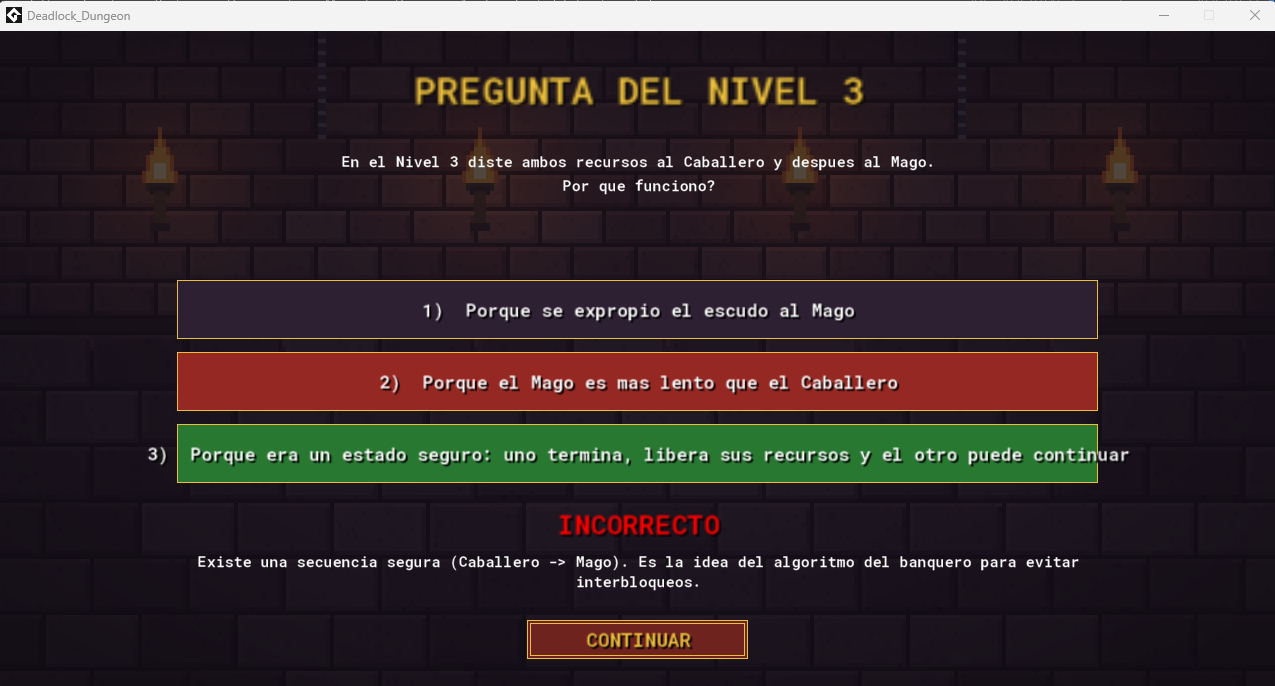 Deadlock_Dungeon
PREGUNTA DEL NIVEL 3
En el Nivel 3 diste ambos recursos al Caballero y despues al Mago.
Por que funciono?
1) Porque se expropio el escudo al Mago
2) Porque el Mago es mas lento que el Caballero
3) Porque era un estado seguro: uno termina, libera sus recursos y el otro puede continuar
INCORRECTO
Existe una secuencia segura (Caballero -> Mago). Es la idea del algoritmo del banquero para evitar
interbloqueos.
CONTINUAR